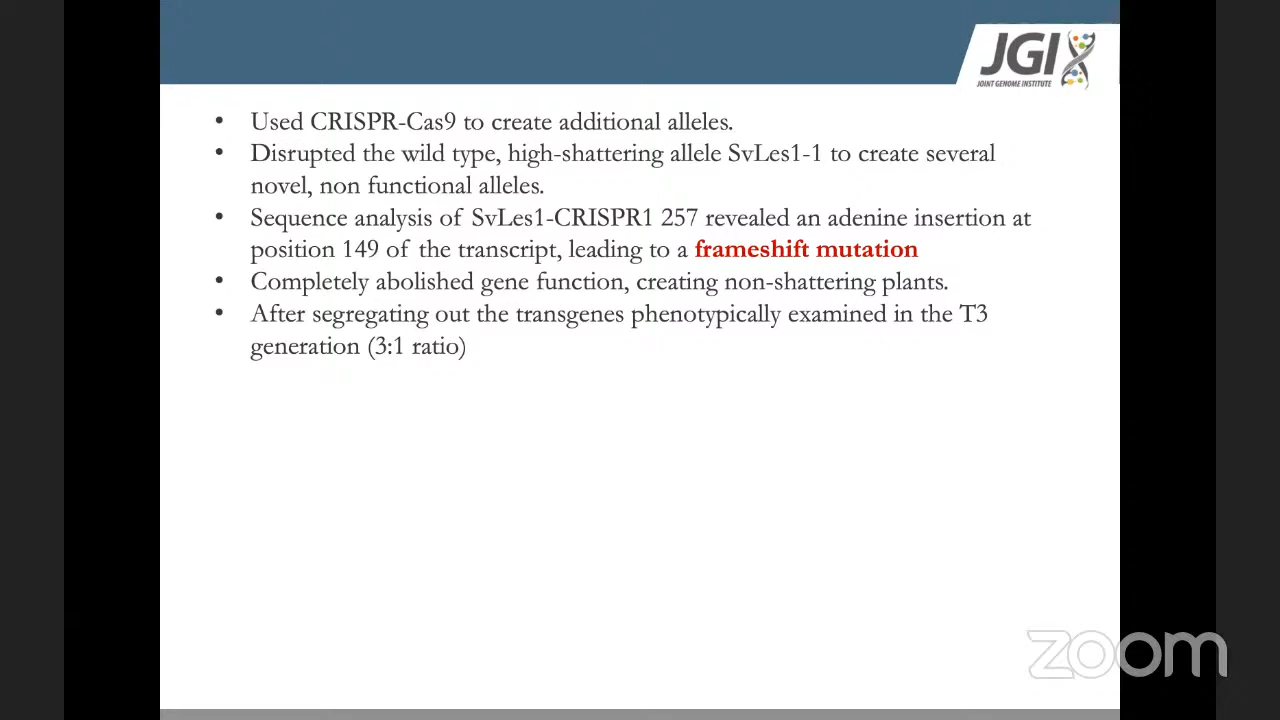 JGI
JOINT GENOME INSTITUTE
• Used CRISPR-Cas9 to create additional alleles.
• Disrupted the wild type, high-shattering allele SvLes1-1 to create several
novel, non functional alleles.
• Sequence analysis of SvLes1-CRISPR1 257 revealed an adenine insertion at
position 149 of the transcript, leading to a frameshift mutation
• Completely abolished gene function, creating non-shattering plants.
• After segregating out the transgenes phenotypically examined in the T3
generation (3:1 ratio)
zoom